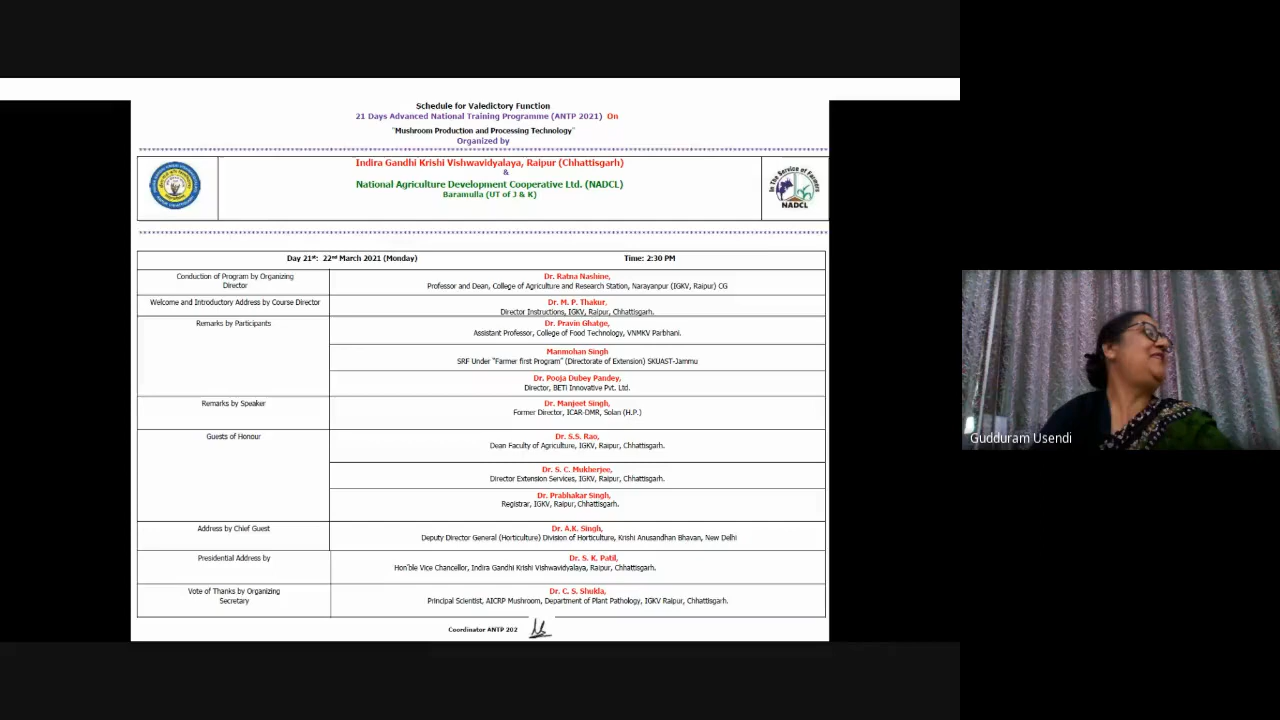 Schedule for Valedictory Function
21 Days Advanced National Training Programme (ANTP 2021) On
"Mushroom Production and Processing Technology"
Organized by
Indira Gandhi Krishi Vishwavidyalaya, Raipur (Chhattisgarh)
&
National Agriculture Development Cooperative Ltd. (NADCL)
Baramulla (UT of J & K)
In The Service of Farmers
NADCL
Day 21st: 22nd March 2021 (Monday) Time: 2:30 PM
Conduction of Program by Organizing
Director
Dr. Ratna Nashine,
Professor and Dean, College of Agriculture and Research Station, Narayanpur (IGKV, Raipur) CG
Welcome and Introductory Address by Course Director
Dr. M. P. Thakur,
Director Instructions, IGKV, Raipur, Chhattisgarh.
Remarks by Participants
Dr. Pravin Ghatge,
Assistant Professor, College of Food Technology, VNMKV Parbhani.
Manmohan Singh
SRF Under "Farmer first Program" (Directorate of Extension) SKUAST-Jammu
Dr. Pooja Dubey Pandey,
Director, BETi Innovative Pvt. Ltd.
Remarks by Speaker
Dr. Manjeet Singh,
Former Director, ICAR-DMR, Solan (H.P.)
Guests of Honour
Dr. S.S. Rao,
Dean Faculty of Agriculture, IGKV, Raipur, Chhattisgarh.
Dr. S. C. Mukherjee,
Director Extension Services, IGKV, Raipur, Chhattisgarh.
Dr. Prabhakar Singh,
Registrar, IGKV, Raipur, Chhattisgarh.
Address by Chief Guest
Dr. A.K. Singh,
Deputy Director General (Horticulture) Division of Horticulture, Krishi Anusandhan Bhavan, New Delhi
Presidential Address by
Dr. S. K. Patil,
Hon'ble Vice Chancellor, Indira Gandhi Krishi Vishwavidyalaya, Raipur, Chhattisgarh.
Vote of Thanks by Organizing
Secretary
Dr. C. S. Shukla,
Principal Scientist, AICRP Mushroom, Department of Plant Pathology, IGKV Raipur, Chhattisgarh.
Coordinator ANTP 202
Gudduram Usendi